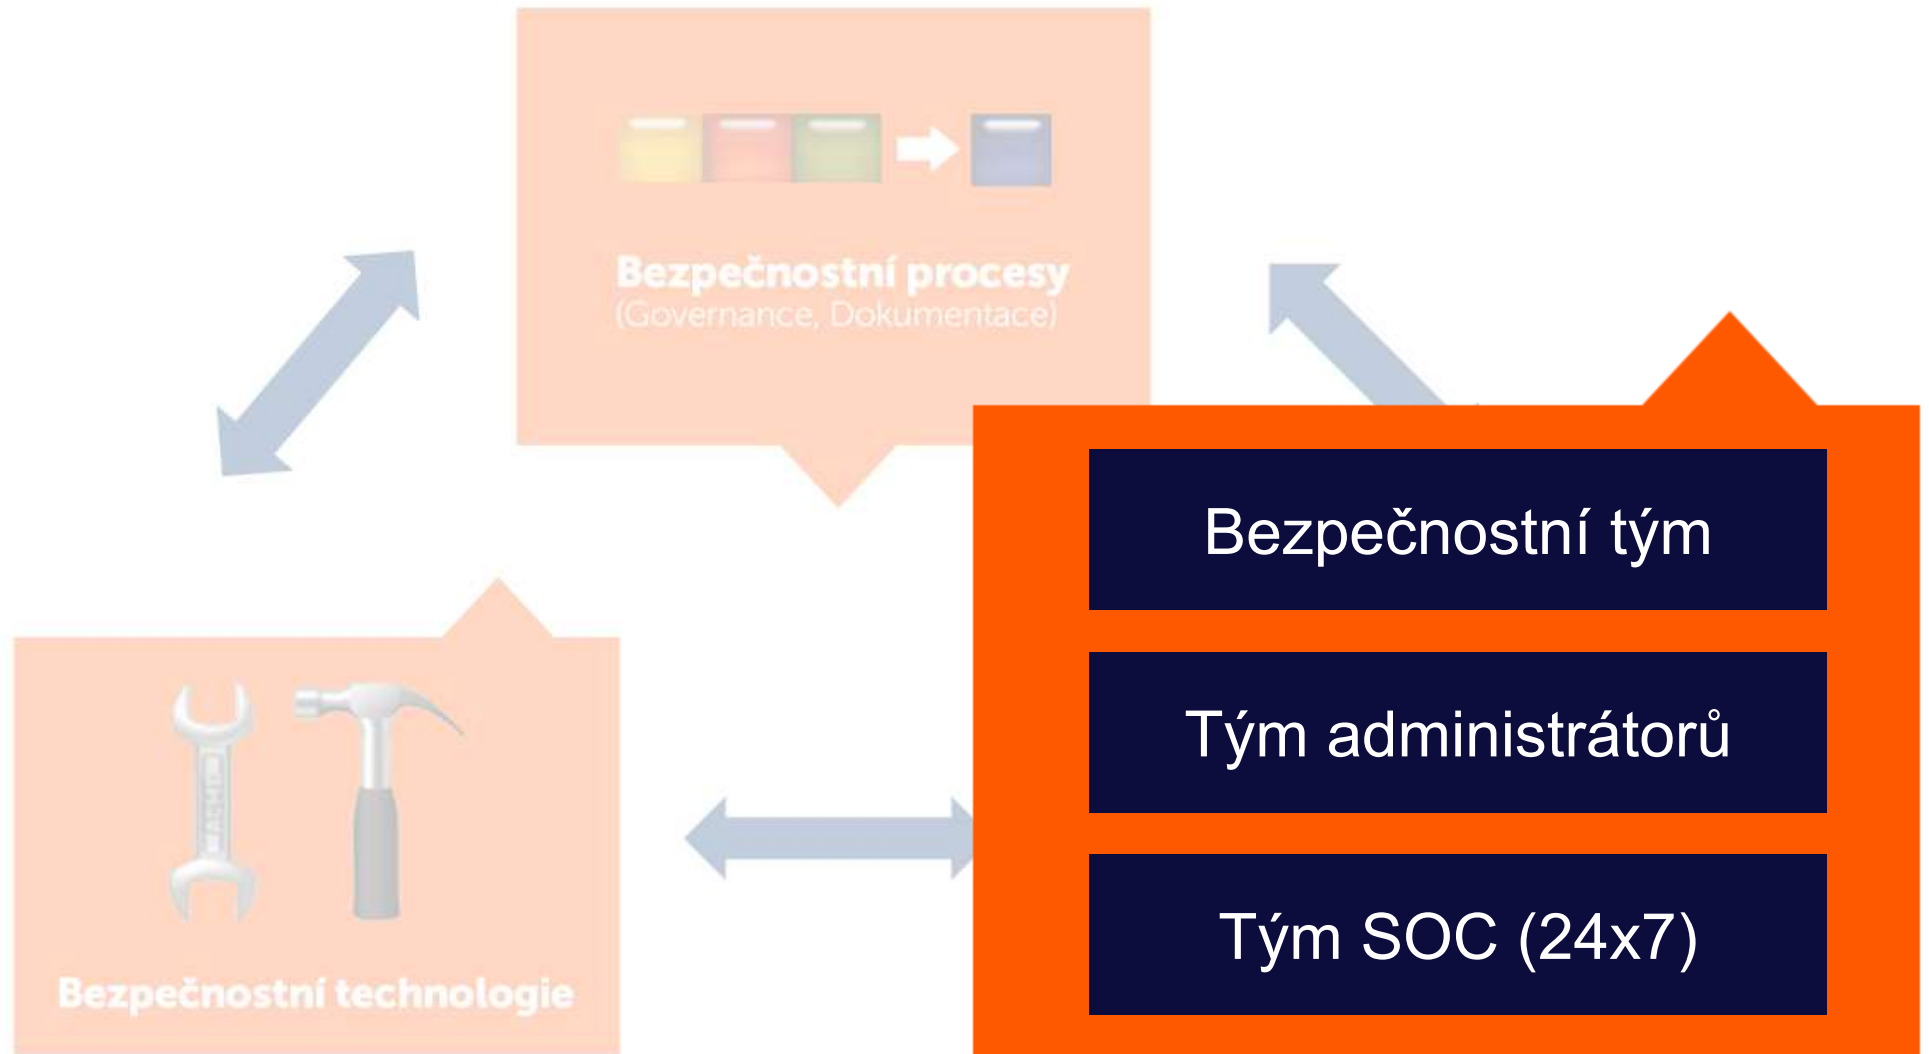 Bezpečnostní procesy
(Governance, Dokumentace)
Bezpečnostní tým
Tým administrátorů
Tým SOC (24x7)
Bezpečnostní technologie